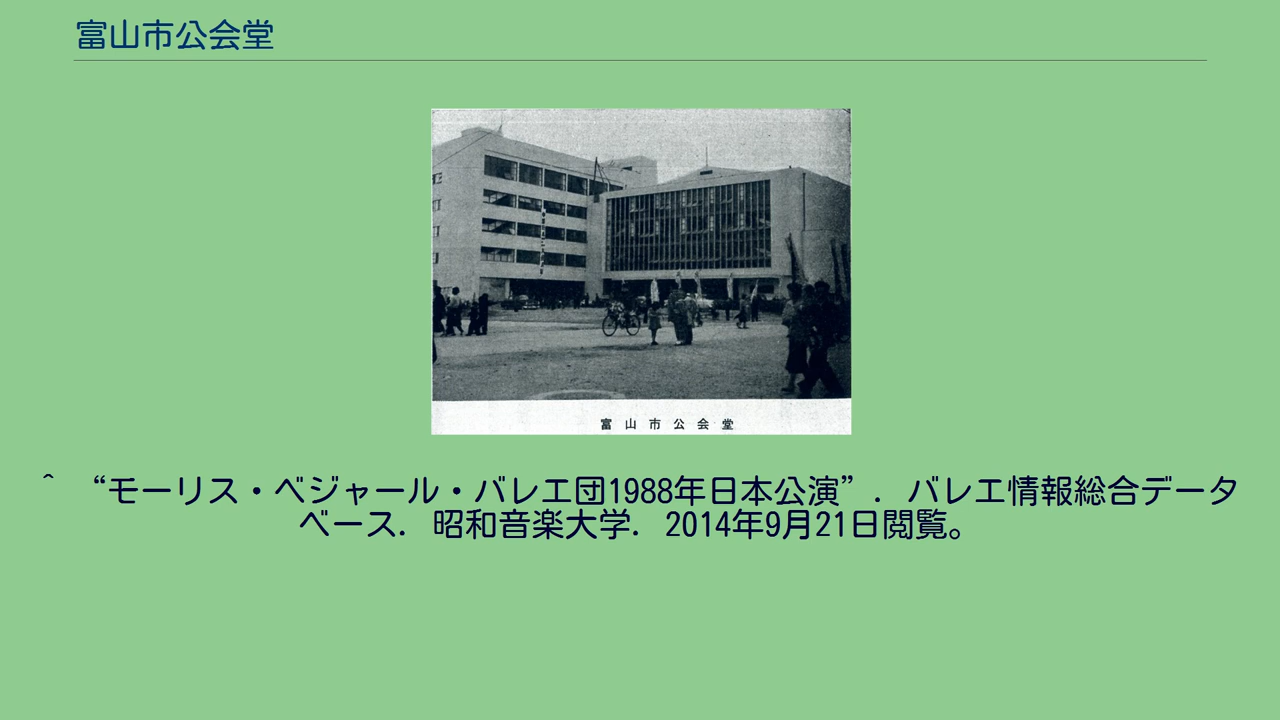 富山市公会堂
富山市公会堂
^ “モーリス・ベジャール・バレエ団1988年日本公演”. バレエ情報総合データ
ベース. 昭和音楽大学. 2014年9月21日閲覧。